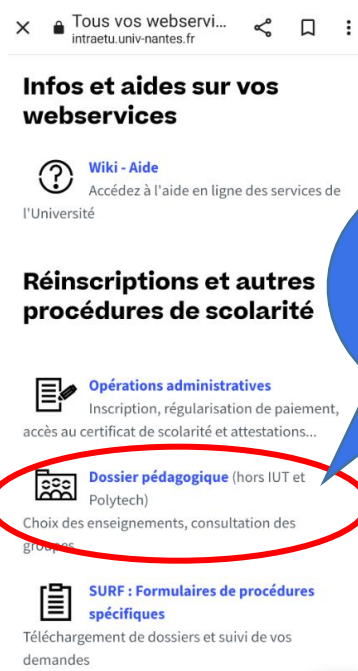 Tous vos webservi...
intraetu.univ-nantes.fr
Infos et aides sur vos
webservices
Wiki - Aide
Accédez à l'aide en ligne des services de
l'Université
Réinscriptions et autres
procédures de scolarité
Opérations administratives
Inscription, régularisation de paiement,
accès au certificat de scolarité et attestations...
Dossier pédagogique (hors IUT et
Polytech)
Choix des enseignements, consultation des
groupes
SURF : Formulaires de procédures
spécifiques
Téléchargement de dossiers et suivi de vos
demandes